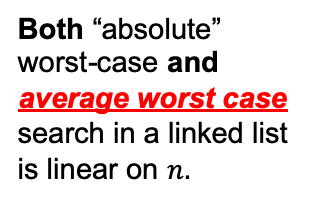 Both “absolute”
worst-case and
average worst case
search in a linked list
is linear on n.